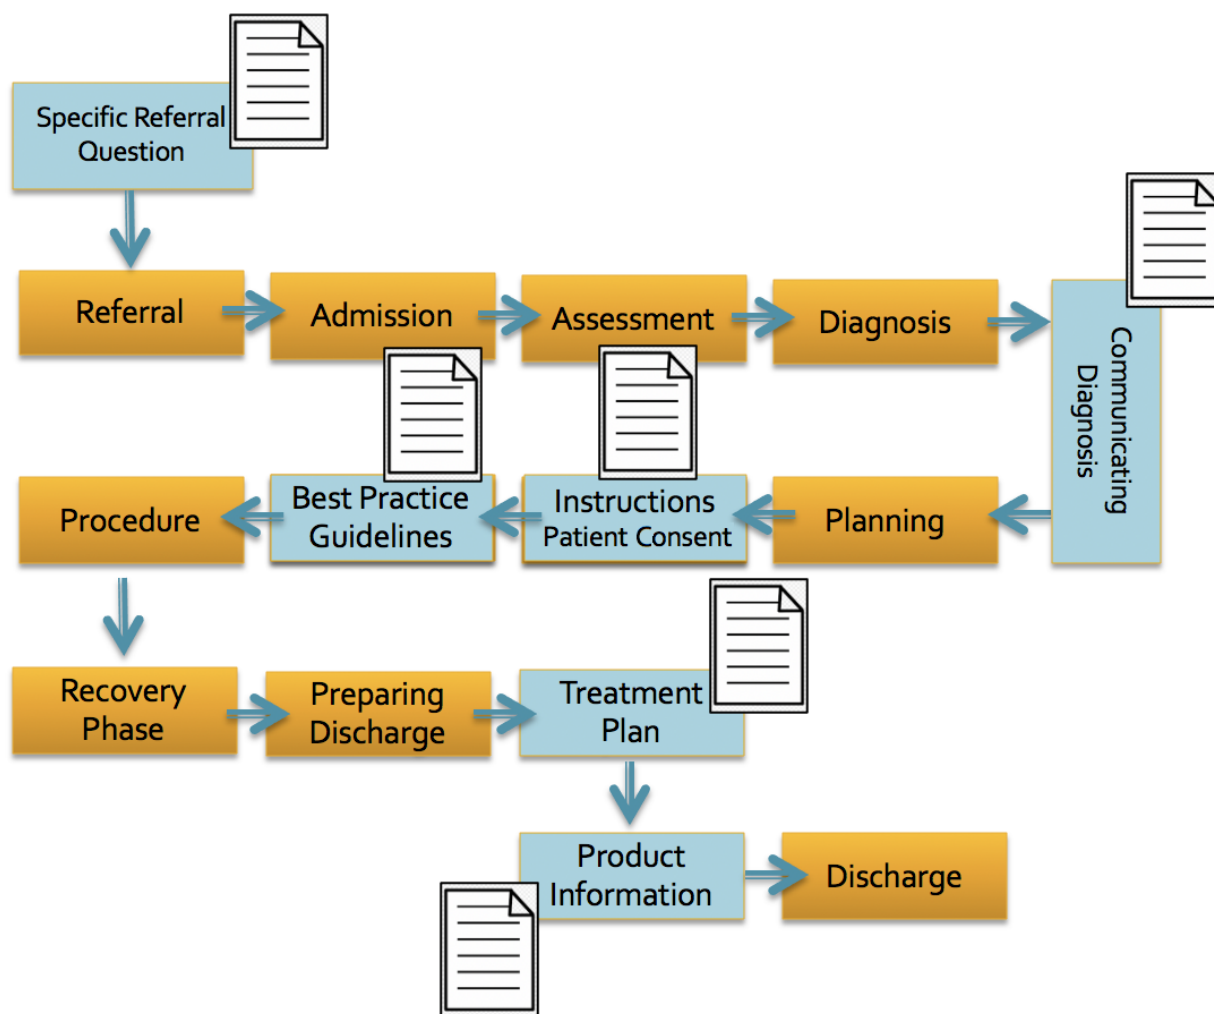 Specific Referral
Question
Referral
Admission
Assessment
Diagnosis
Communicating
Diagnosis
Planning
Instructions
Patient Consent
Best Practice
Guidelines
Procedure
Recovery
Phase
Preparing
Discharge
Treatment
Plan
Product
Information
Discharge